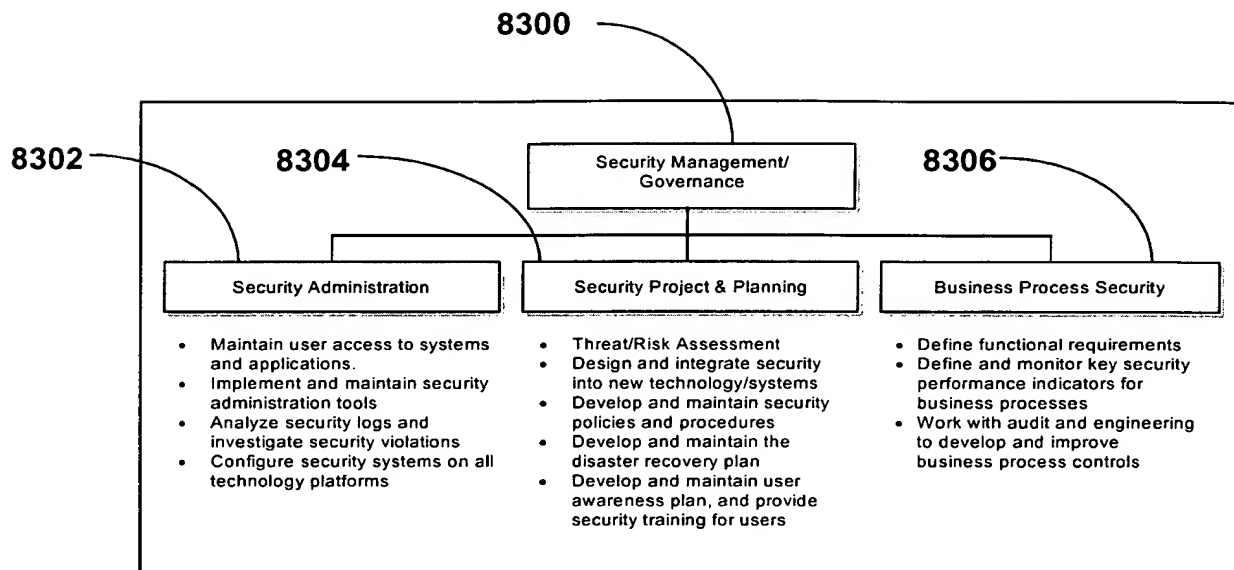 8300
8302
8304
8306
Security Management/
Governance
Security Administration
Security Project & Planning
Business Process Security
• Maintain user access to systems
and applications.
• Implement and maintain security
administration tools
• Analyze security logs and
investigate security violations
• Configure security systems on all
technology platforms
• Threat/Risk Assessment
• Design and integrate security
into new technology/systems
• Develop and maintain security
policies and procedures
• Develop and maintain the
disaster recovery plan
• Develop and maintain user
awareness plan, and provide
security training for users
• Define functional requirements
• Define and monitor key security
performance indicators for
business processes
• Work with audit and engineering
to develop and improve
business process controls